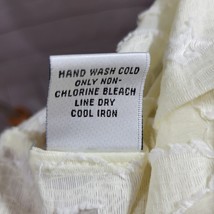 HAND WASH COLD
ONLY NON-
CHLORINE BLEACH
LINE DRY
COOL IRON